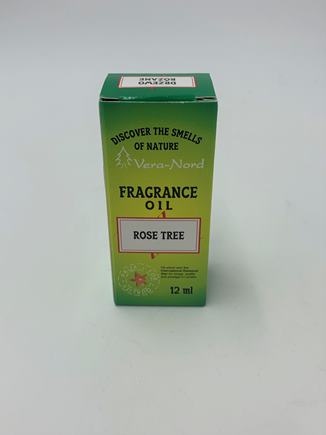 DRZEWO
RÓŻANE
DISCOVER THE SMELLS
OF NATURE
Vera-Nord
FRAGRANCE
OIL
ROSE TREE
12 ml